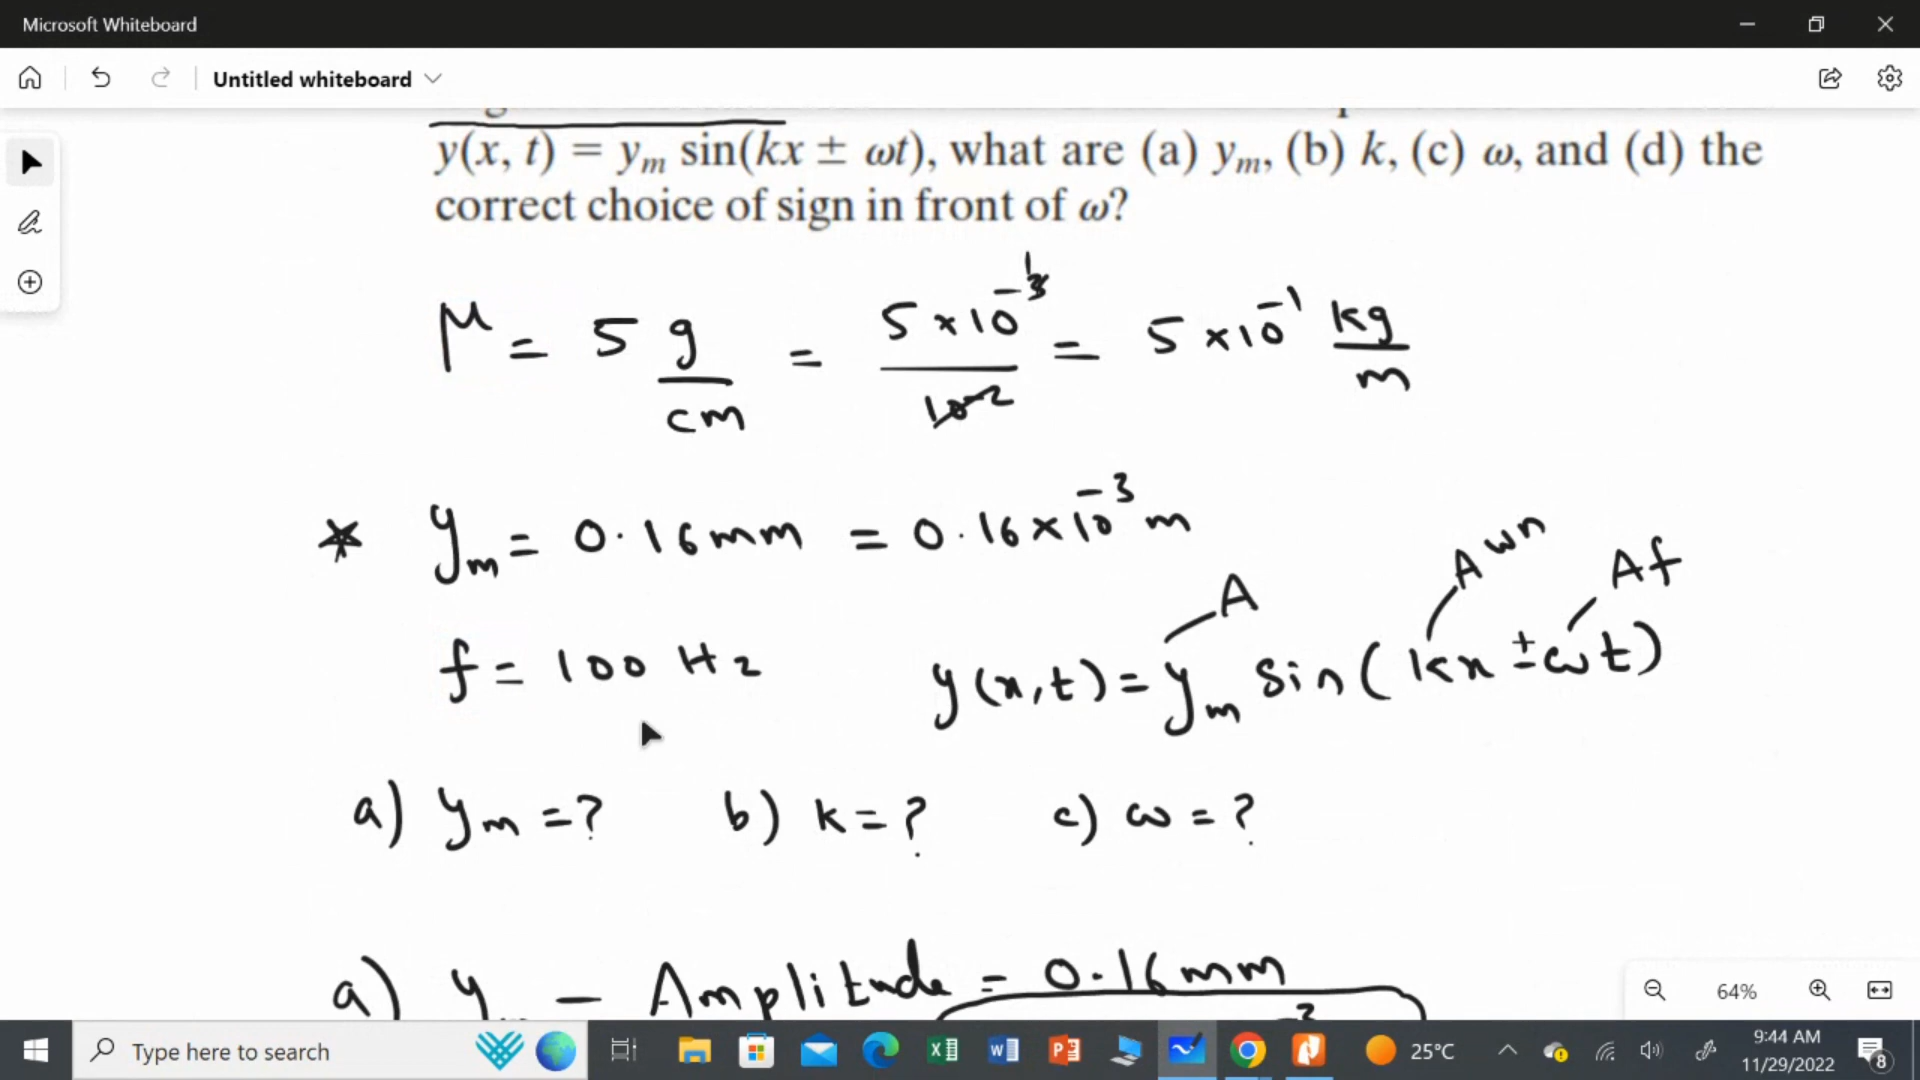 Microsoft Whiteboard
Untitled whiteboard
y(x, t) = yₘ sin(kx ± ωt), what are (a) yₘ, (b) k, (c) ω, and (d) the
correct choice of sign in front of ω?
μ = 5 g/cm = 5×10⁻³/10⁻² = 5×10⁻¹ kg/m
* yₘ = 0.16mm = 0.16×10⁻³ m
A
Awn
Af
f = 100 Hz
y(x,t) = yₘ sin(kx ± ωt)
a) yₘ = ? b) k = ? c) ω = ?
a) y – Amplitude = 0.16mm
64%
Type here to search
25°C
9:44 AM
11/29/2022
8